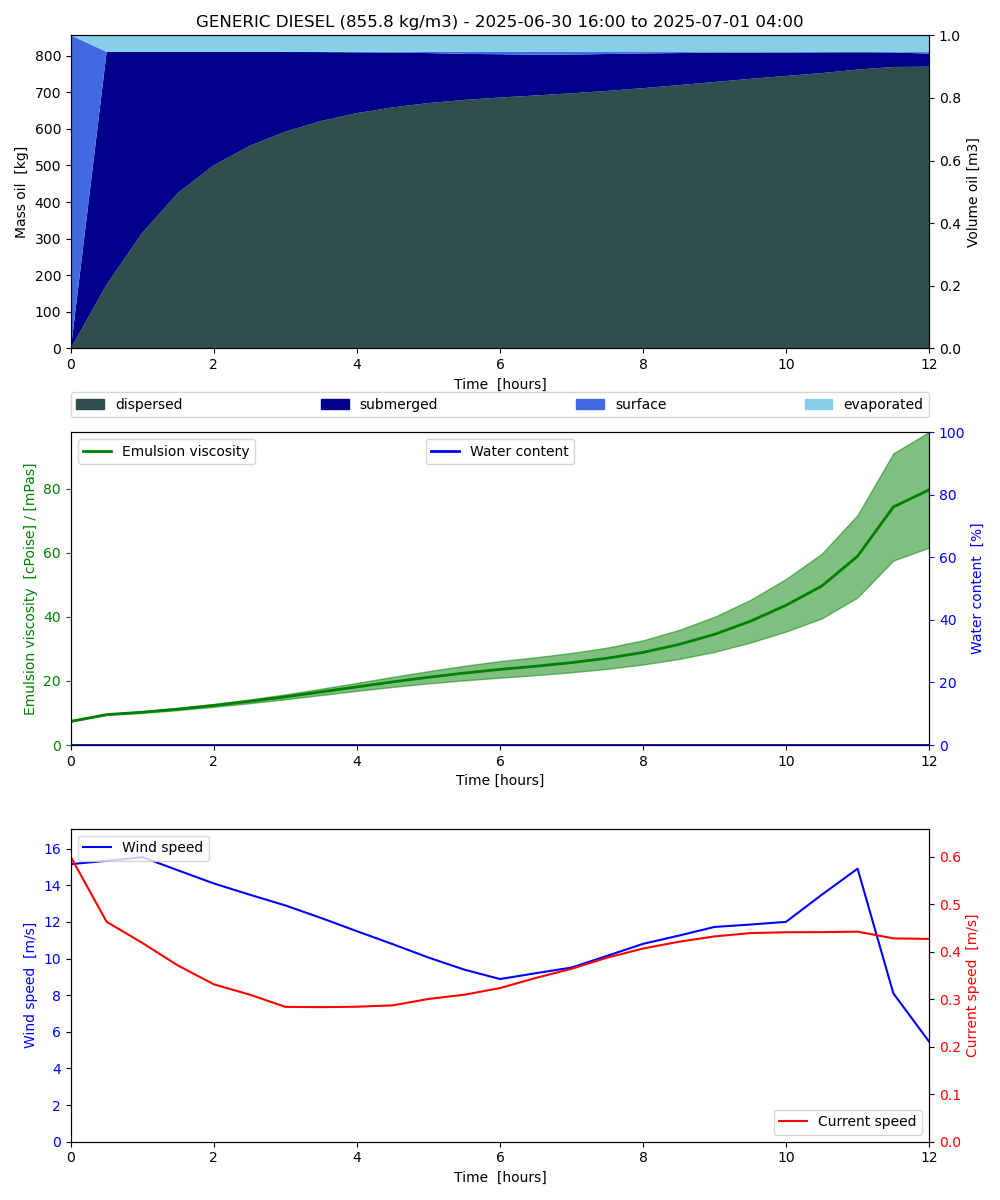 GENERIC DIESEL (855.8 kg/m3) - 2025-06-30 16:00 to 2025-07-01 04:00
Mass oil [kg]
800
700
600
500
400
300
200
100
0
1.0
0.8
0.6
0.4
0.2
0.0
Volume oil [m3]
0 2 4 6 8 10 12
Time [hours]
dispersed submerged surface evaporated
Emulsion viscosity [cPoise] / [mPas]
80
60
40
20
0
Emulsion viscosity Water content
100
80
60
40
20
0
Water content [%]
0 2 4 6 8 10 12
Time [hours]
Wind speed [m/s]
16
14
12
10
8
6
4
2
0
Wind speed
0.6
0.5
0.4
0.3
0.2
0.1
0.0
Current speed [m/s]
Current speed
0 2 4 6 8 10 12
Time [hours]